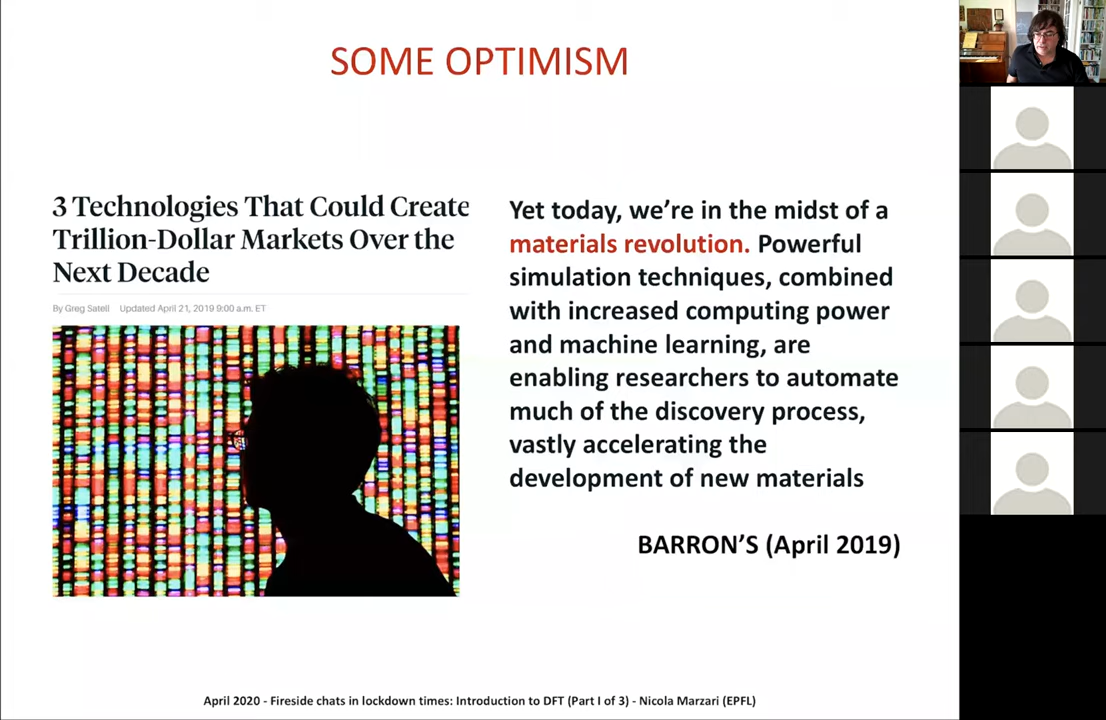 SOME OPTIMISM
3 Technologies That Could Create
Trillion-Dollar Markets Over the
Next Decade
By Greg Satell Updated April 21, 2019 9:00 a.m. ET
Yet today, we’re in the midst of a
materials revolution. Powerful
simulation techniques, combined
with increased computing power
and machine learning, are
enabling researchers to automate
much of the discovery process,
vastly accelerating the
development of new materials
BARRON’S (April 2019)
April 2020 - Fireside chats in lockdown times: Introduction to DFT (Part I of 3) - Nicola Marzari (EPFL)